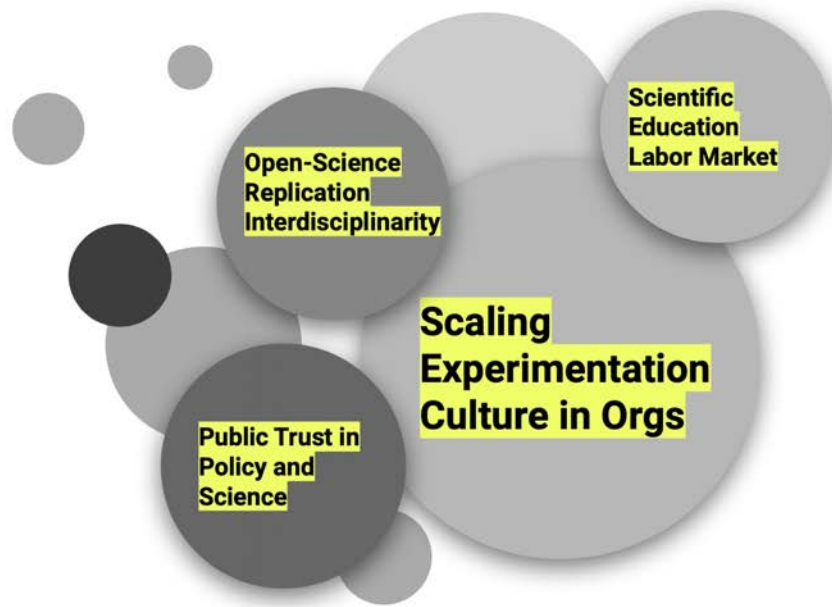 Scientific
Education
Labor Market
Open-Science
Replication
Interdisciplinarity
Scaling
Experimentation
Culture in Orgs
Public Trust in
Policy and
Science